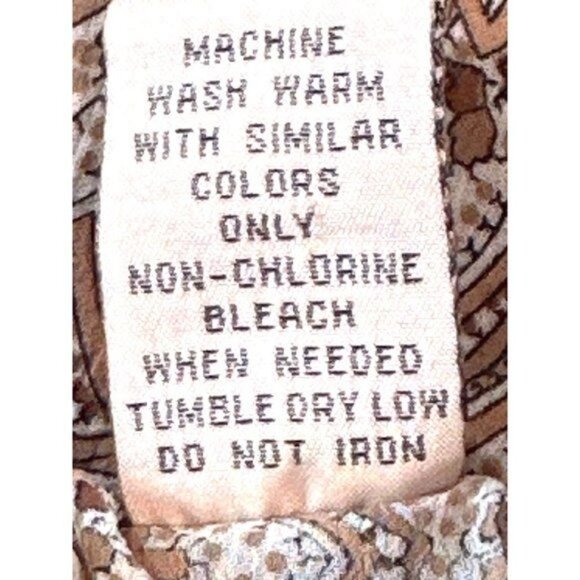 MACHINE
WASH WARM
WITH SIMILAR
COLORS
ONLY
NON-CHLORINE
BLEACH
WHEN NEEDED
TUMBLE DRY LOW
DO NOT IRON